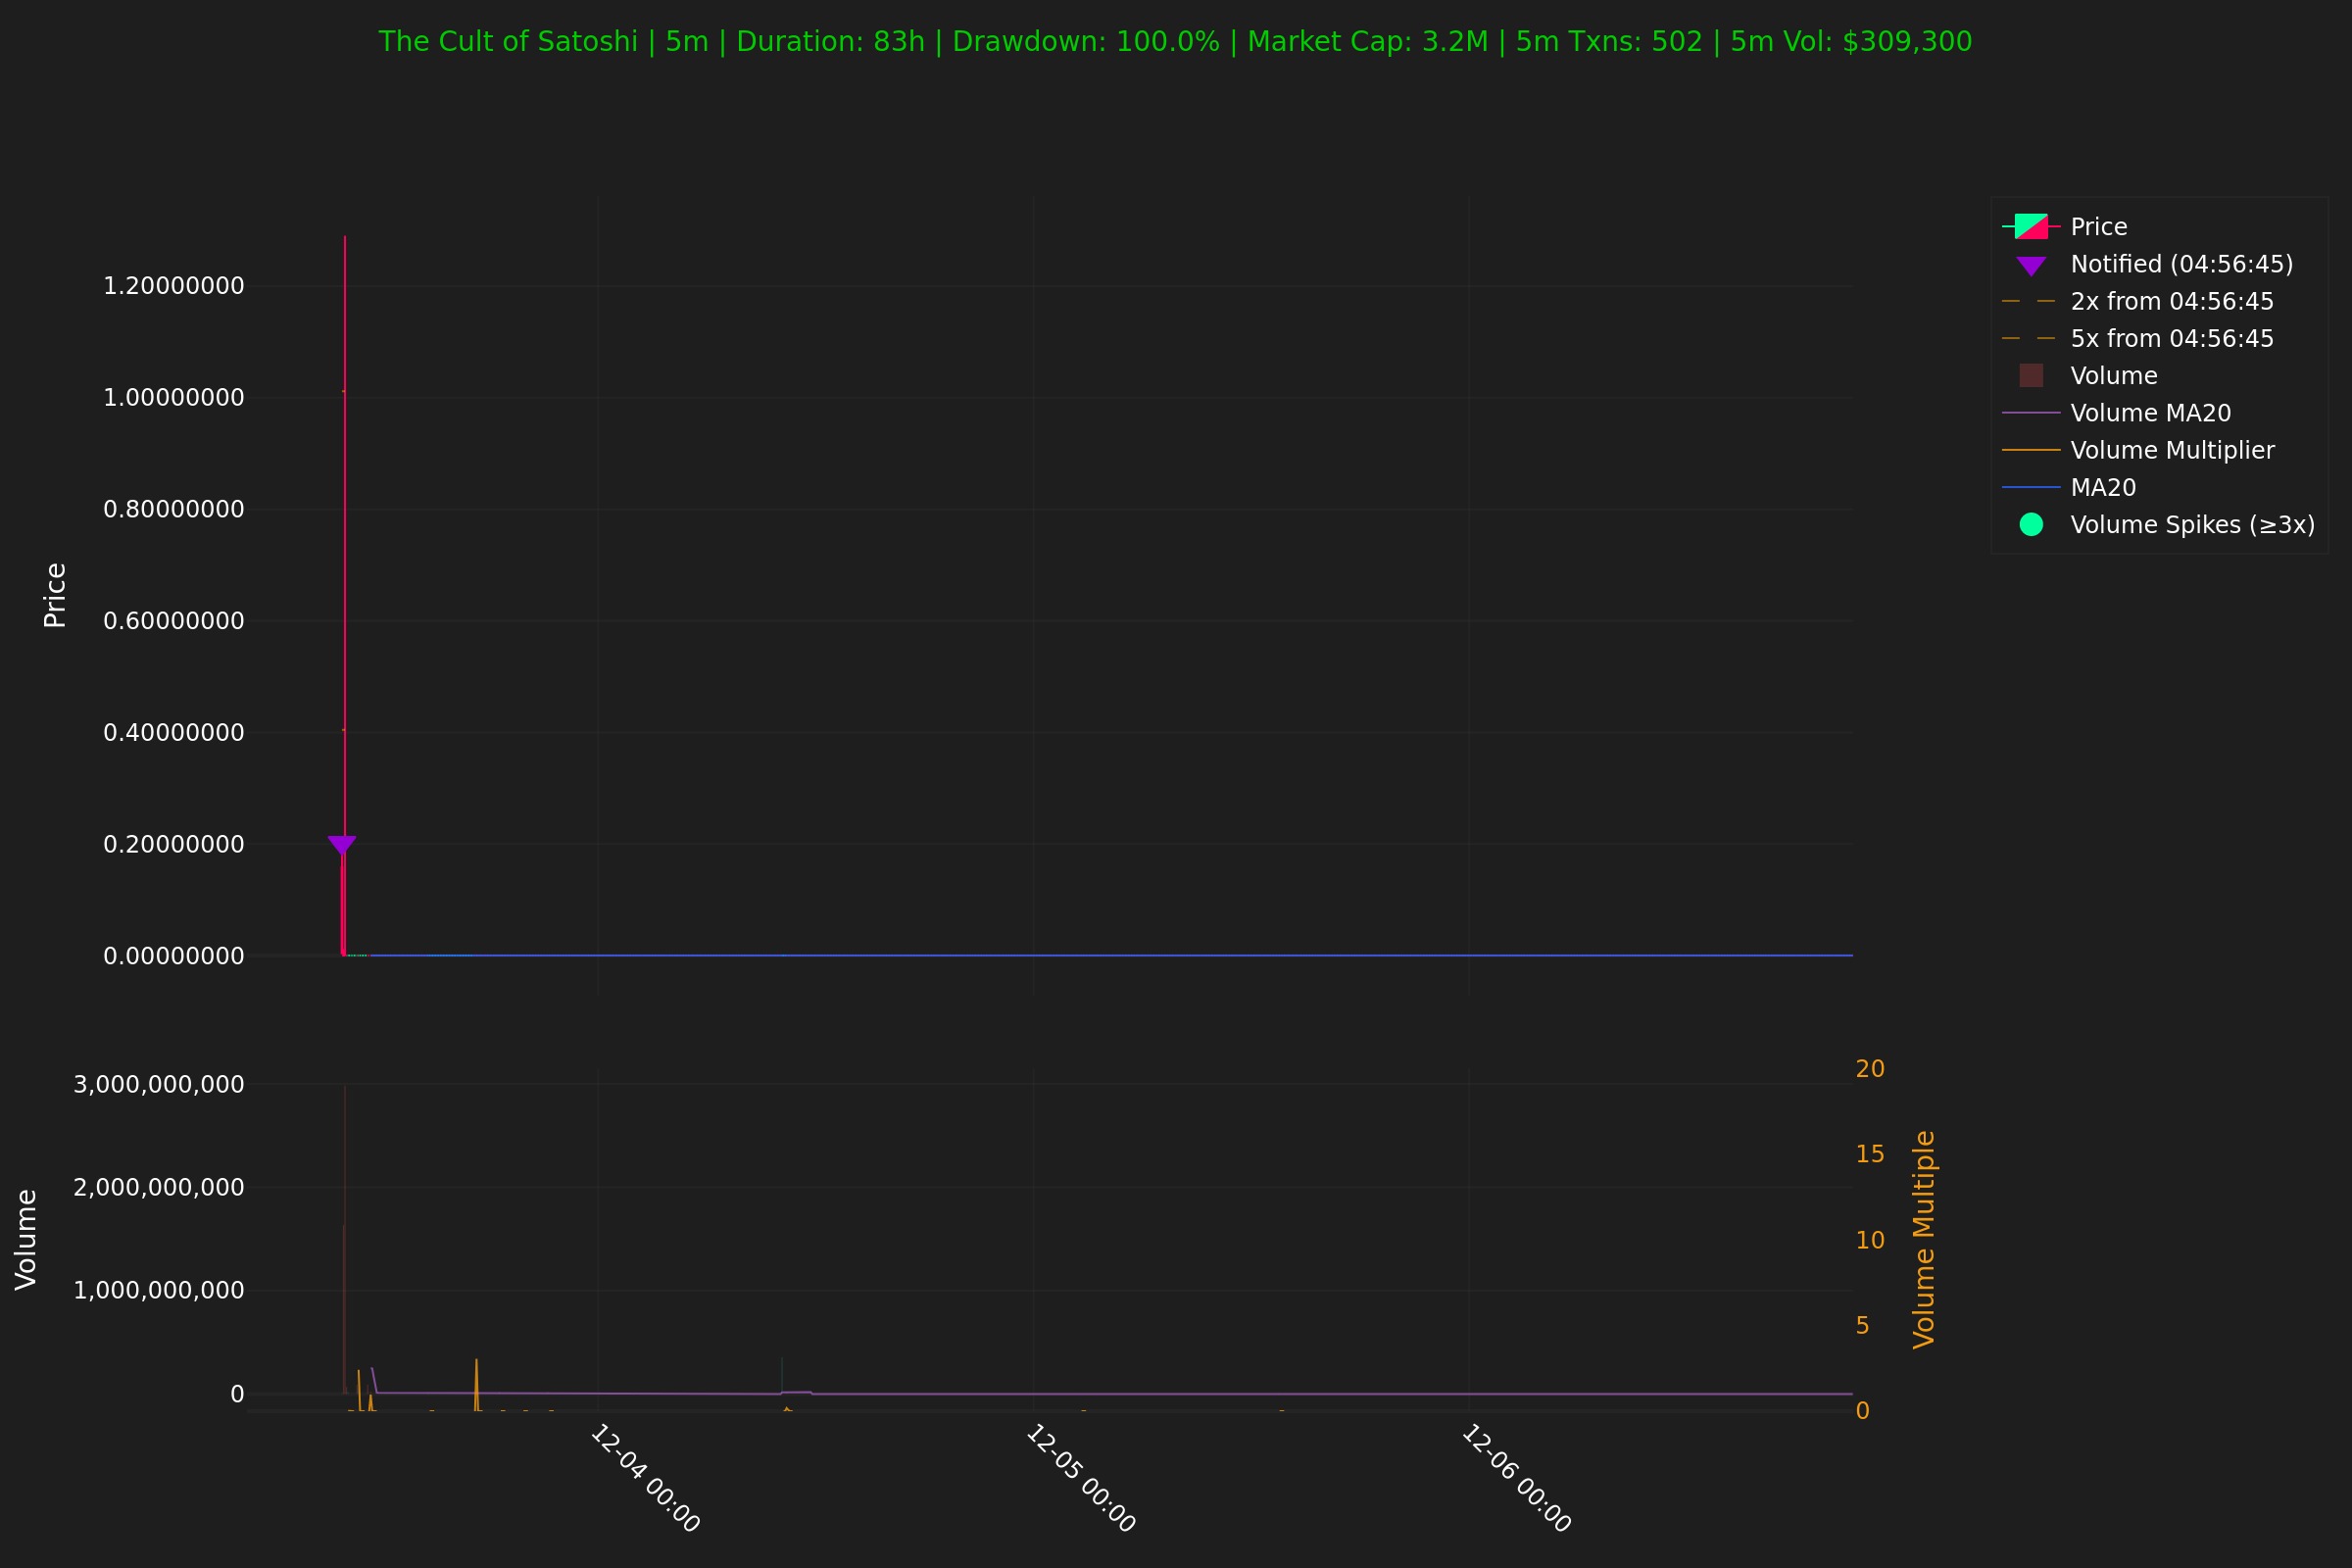 The Cult of Satoshi | 5m | Duration: 83h | Drawdown: 100.0% | Market Cap: 3.2M | 5m Txns: 502 | 5m Vol: $309,300
Price
1.20000000
1.00000000
0.80000000
0.60000000
0.40000000
0.20000000
0.00000000
Price
Notified (04:56:45)
2x from 04:56:45
5x from 04:56:45
Volume
Volume MA20
Volume Multiplier
MA20
Volume Spikes (≥3x)
Volume
3,000,000,000
2,000,000,000
1,000,000,000
0
20
15
10
5
0
Volume Multiple
12-04 00:00
12-05 00:00
12-06 00:00